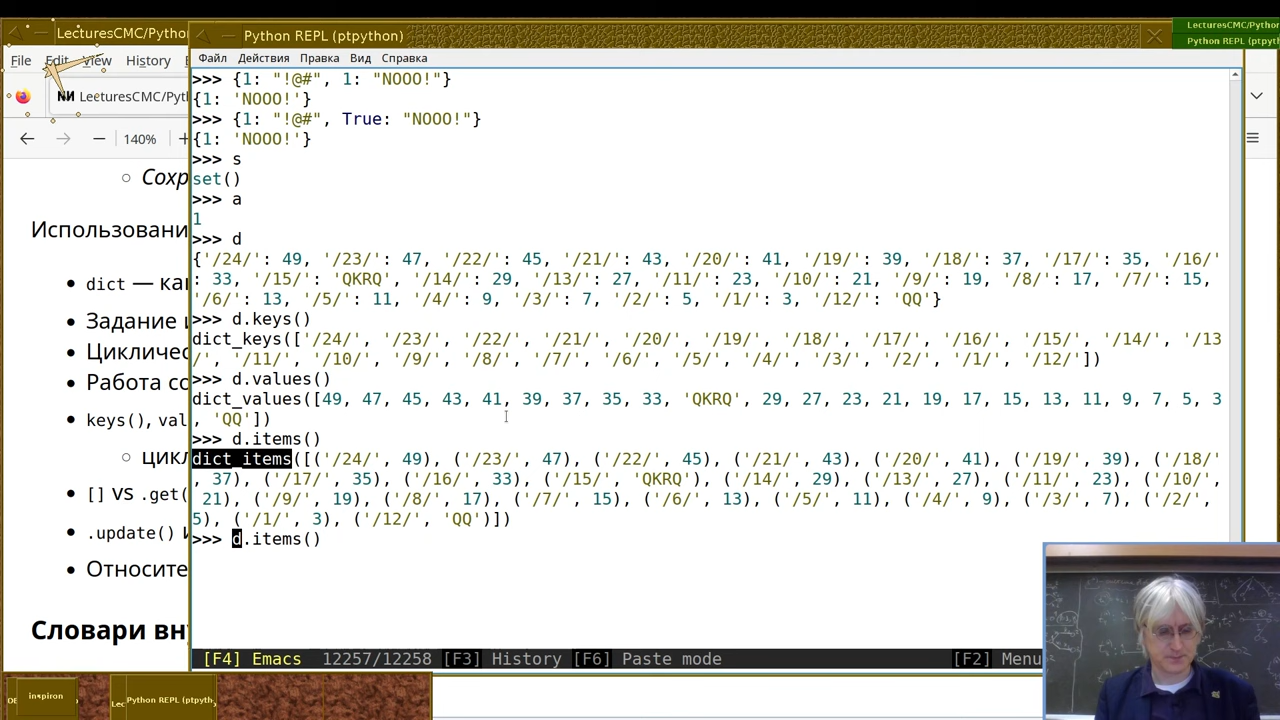 LecturesCMC/Pyth
Python REPL (ptpython)
LecturesCMC/Pytho
Python REPL (ptpyth
File Edit View History
Файл Действия Правка Вид Справка
LecturesCMC/Pyth
140%
Сохр
Использовани
dict — как
Задание и
Цикличес
Работа со
keys(), val
цикл
[] vs .get(
.update() и
Относите
Словари вну
>>> {1: "!@#", 1: "NOOO!"}
{1: 'NOOO!'}
>>> {1: "!@#", True: "NOOO!"}
{1: 'NOOO!'}
>>> s
set()
>>> a
1
>>> d
{'/24/': 49, '/23/': 47, '/22/': 45, '/21/': 43, '/20/': 41, '/19/': 39, '/18/': 37, '/17/': 35, '/16/'
: 33, '/15/': 'QKRQ', '/14/': 29, '/13/': 27, '/11/': 23, '/10/': 21, '/9/': 19, '/8/': 17, '/7/': 15,
'/6/': 13, '/5/': 11, '/4/': 9, '/3/': 7, '/2/': 5, '/1/': 3, '/12/': 'QQ'}
>>> d.keys()
dict_keys(['/24/', '/23/', '/22/', '/21/', '/20/', '/19/', '/18/', '/17/', '/16/', '/15/', '/14/', '/13
/', '/11/', '/10/', '/9/', '/8/', '/7/', '/6/', '/5/', '/4/', '/3/', '/2/', '/1/', '/12/'])
>>> d.values()
dict_values([49, 47, 45, 43, 41, 39, 37, 35, 33, 'QKRQ', 29, 27, 23, 21, 19, 17, 15, 13, 11, 9, 7, 5, 3
, 'QQ'])
>>> d.items()
dict_items([('/24/', 49), ('/23/', 47), ('/22/', 45), ('/21/', 43), ('/20/', 41), ('/19/', 39), ('/18/'
, 37), ('/17/', 35), ('/16/', 33), ('/15/', 'QKRQ'), ('/14/', 29), ('/13/', 27), ('/11/', 23), ('/10/',
21), ('/9/', 19), ('/8/', 17), ('/7/', 15), ('/6/', 13), ('/5/', 11), ('/4/', 9), ('/3/', 7), ('/2/',
5), ('/1/', 3), ('/12/', 'QQ')])
>>> d.items()
[F4] Emacs 12257/12258 [F3] History [F6] Paste mode [F2] Menu
inspiron
Python REPL (ptpyth